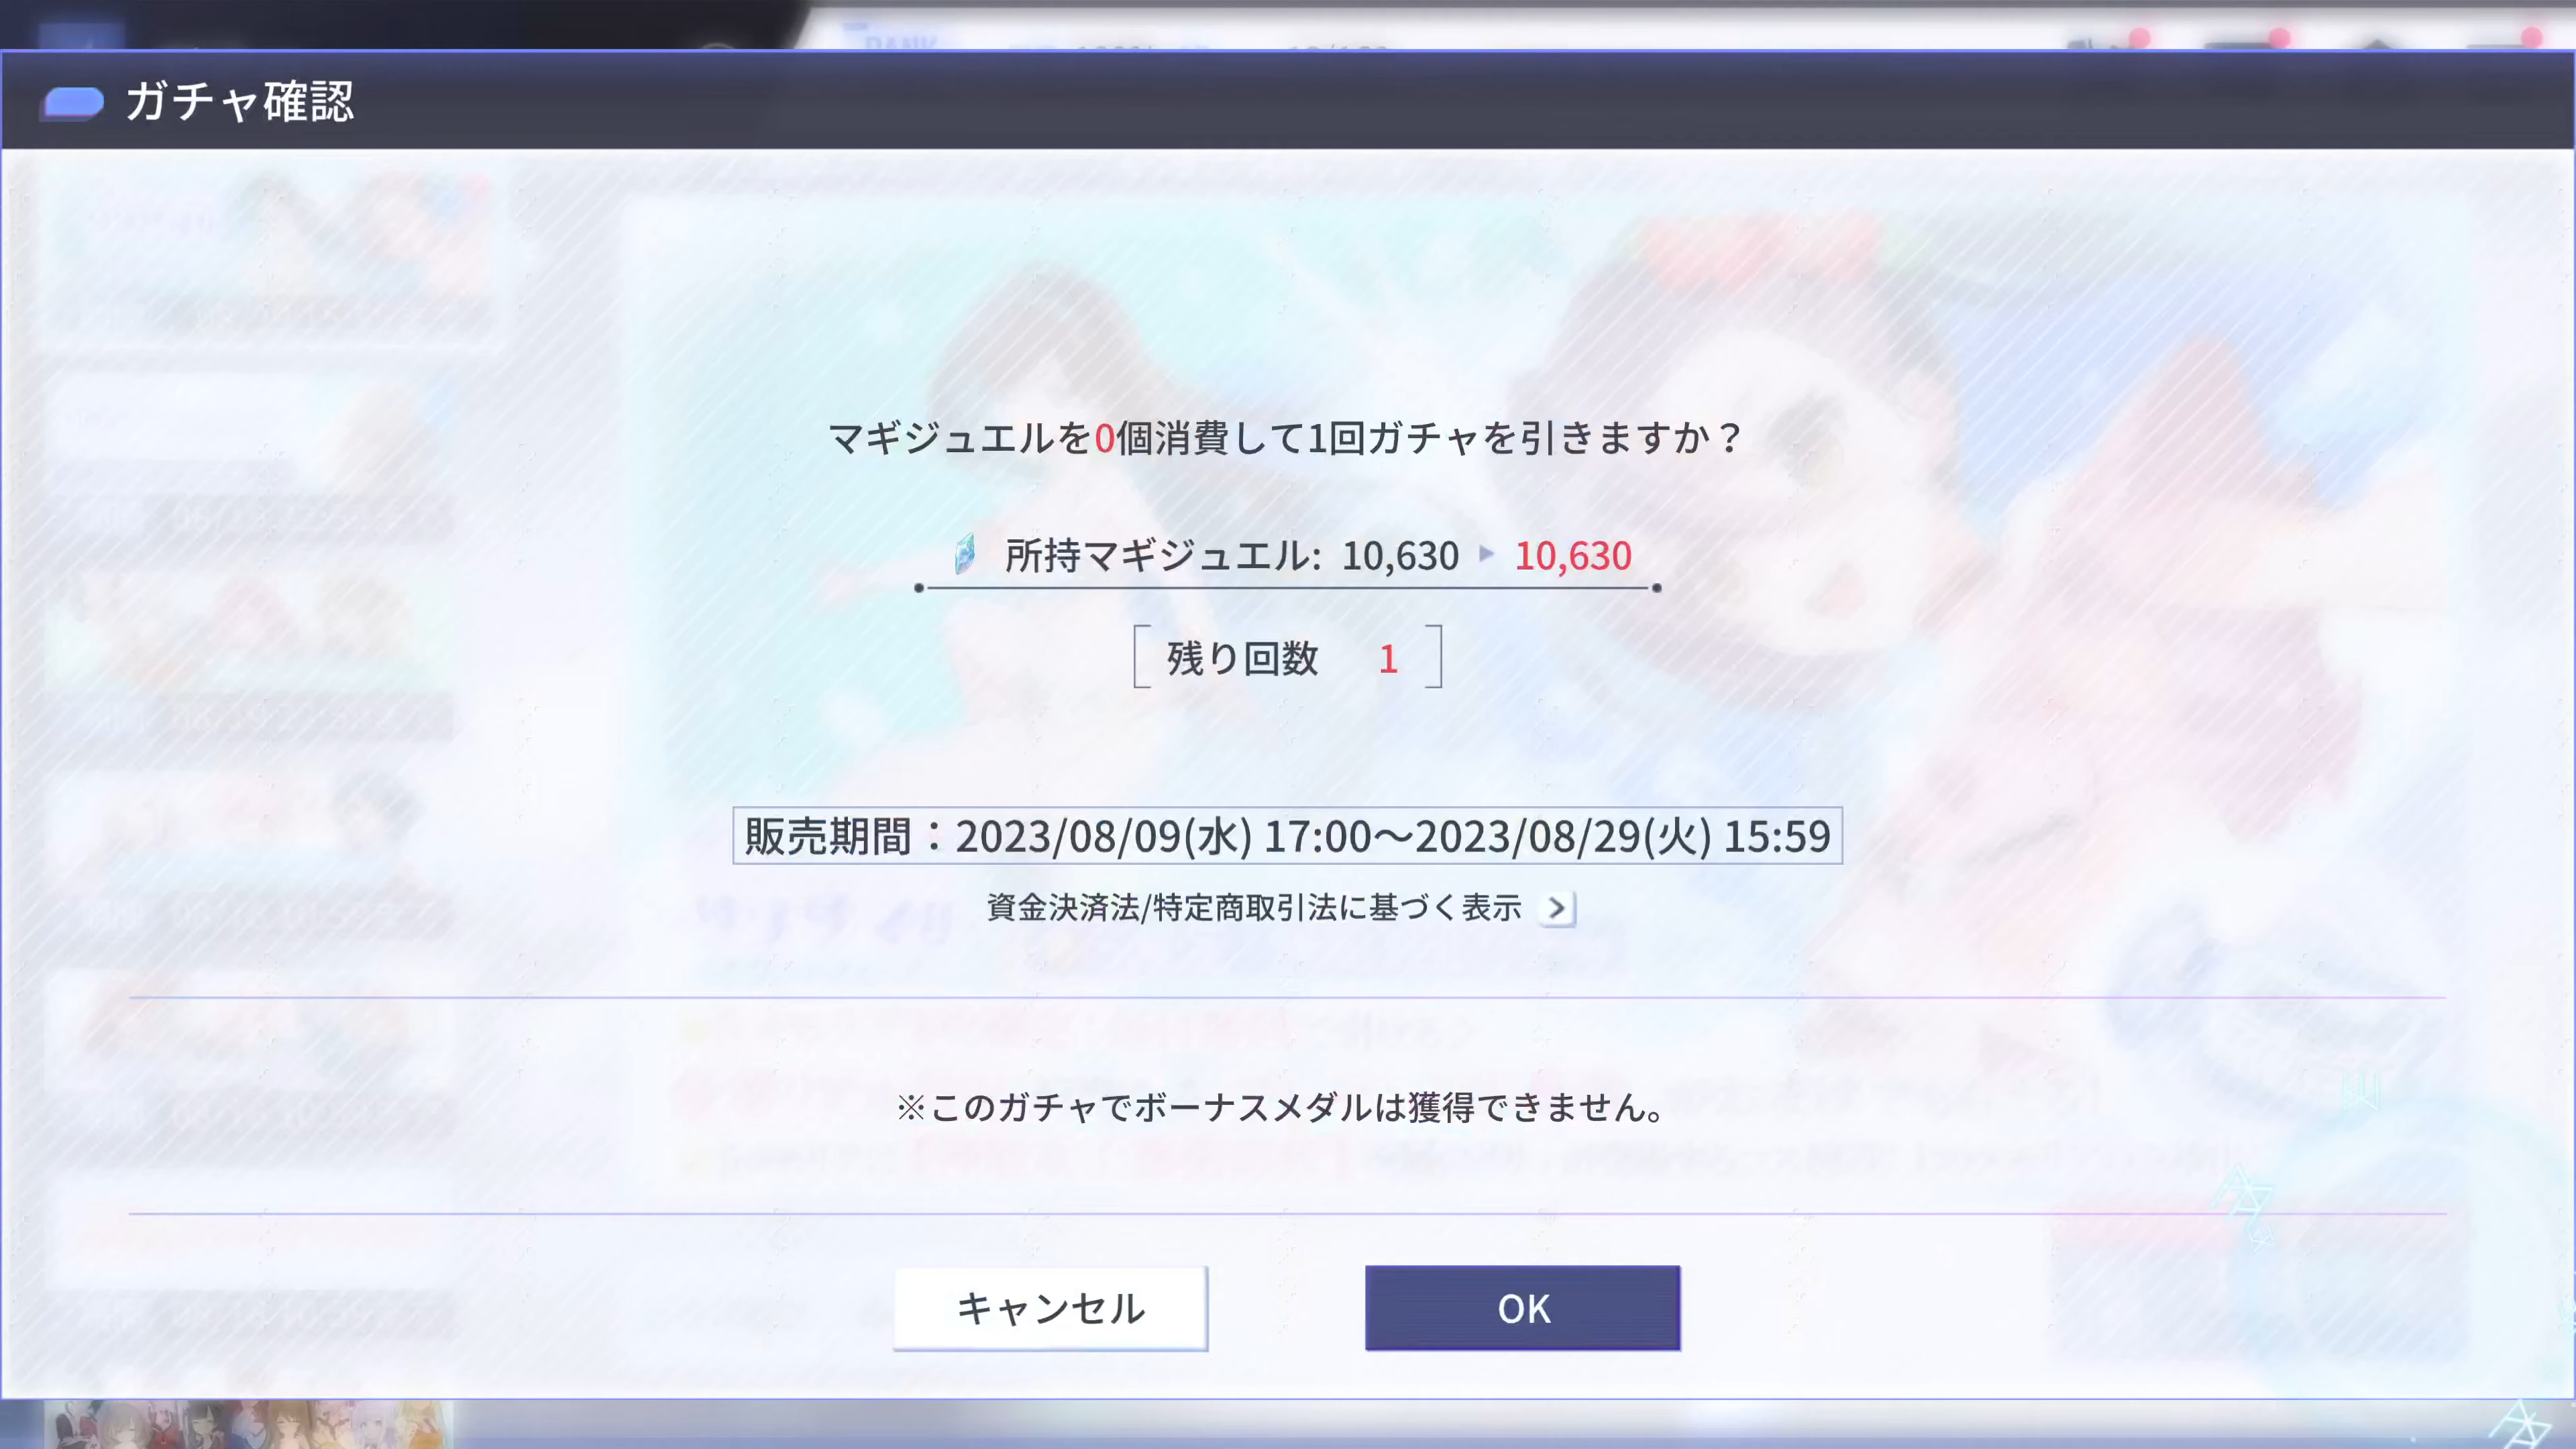 ガチャ確認
マギジュエルを0個消費して1回ガチャを引きますか？
所持マギジュエル: 10,630 ▶ 10,630
残り回数 1
販売期間：2023/08/09(水) 17:00～2023/08/29(火) 15:59
資金決済法/特定商取引法に基づく表示 >
※このガチャでボーナスメダルは獲得できません。
キャンセル
OK